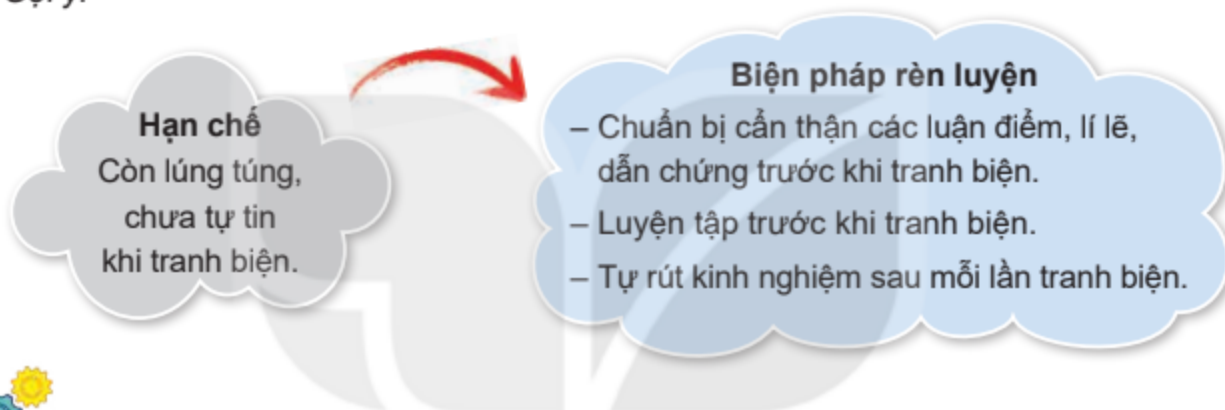 Hạn chế
Còn lúng túng,
chưa tự tin
khi tranh biện.
Biện pháp rèn luyện
– Chuẩn bị cẩn thận các luận điểm, lí lẽ,
dẫn chứng trước khi tranh biện.
– Luyện tập trước khi tranh biện.
– Tự rút kinh nghiệm sau mỗi lần tranh biện.